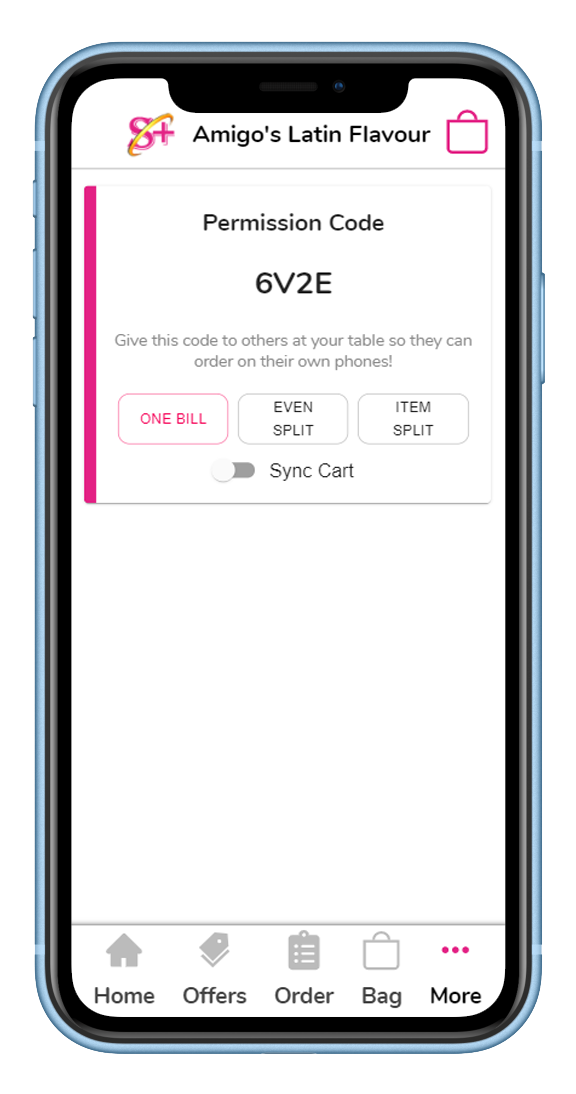 S+ Amigo's Latin Flavour
Permission Code
6V2E
Give this code to others at your table so they can
order on their own phones!
ONE BILL
EVEN
SPLIT
ITEM
SPLIT
Sync Cart
Home Offers Order Bag More